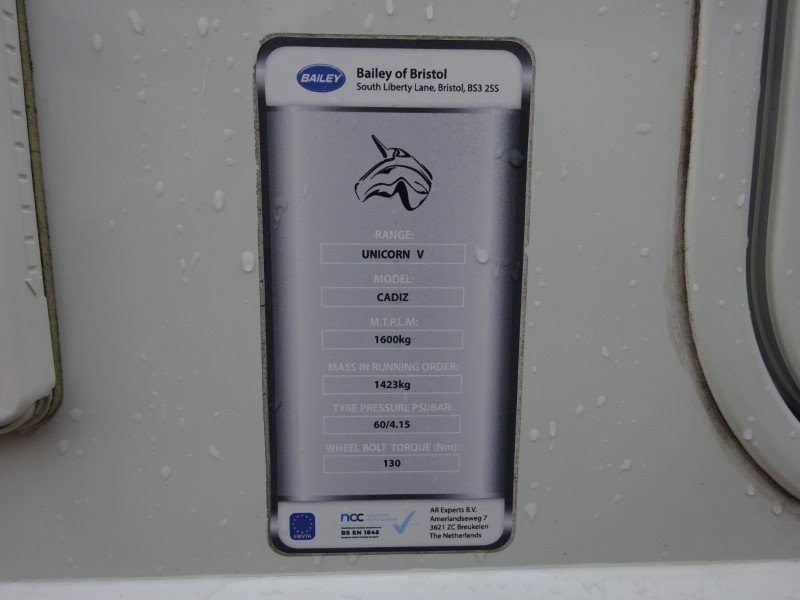 BAILEY
Bailey of Bristol
South Liberty Lane, Bristol, BS3 2SS
RANGE:
UNICORN V
MODEL:
CADIZ
M.T.P.L.M:
1600kg
MASS IN RUNNING ORDER:
1423kg
TYRE PRESSURE PSI/BAR:
60/4.15
WHEEL BOLT TORQUE (Nm):
130
EWVTA
ncc
BS EN 1645
AR Experts B.V.
Amerlandseweg 7
3621 ZC Breukelen
The Netherlands